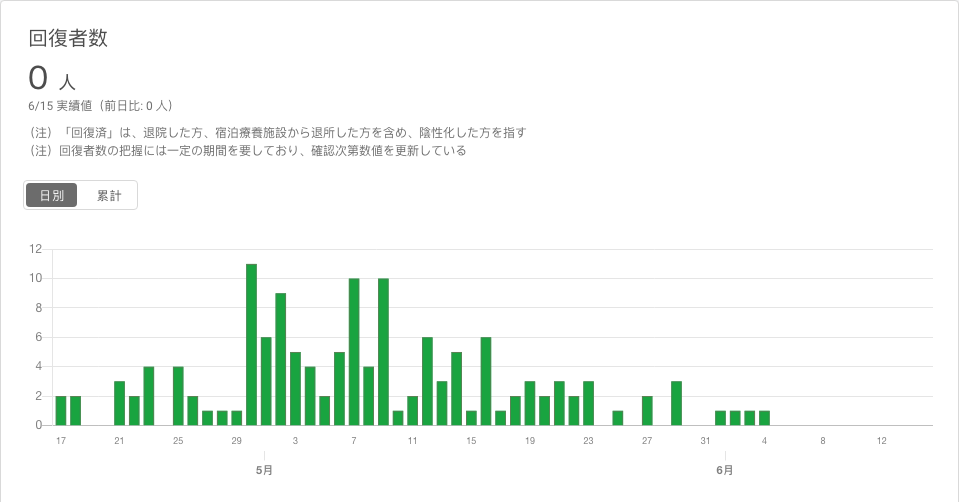 回復者数
0 人
6/15 実績値（前日比: 0 人）
（注）「回復済」は、退院した方、宿泊療養施設から退所した方を含め、陰性化した方を指す
（注）回復者数の把握には一定の期間を要しており、確認次第数値を更新している
日別 累計
12
10
8
6
4
2
0
17 21 25 29 3 7 11 15 19 23 27 31 4 8 12
5月 6月